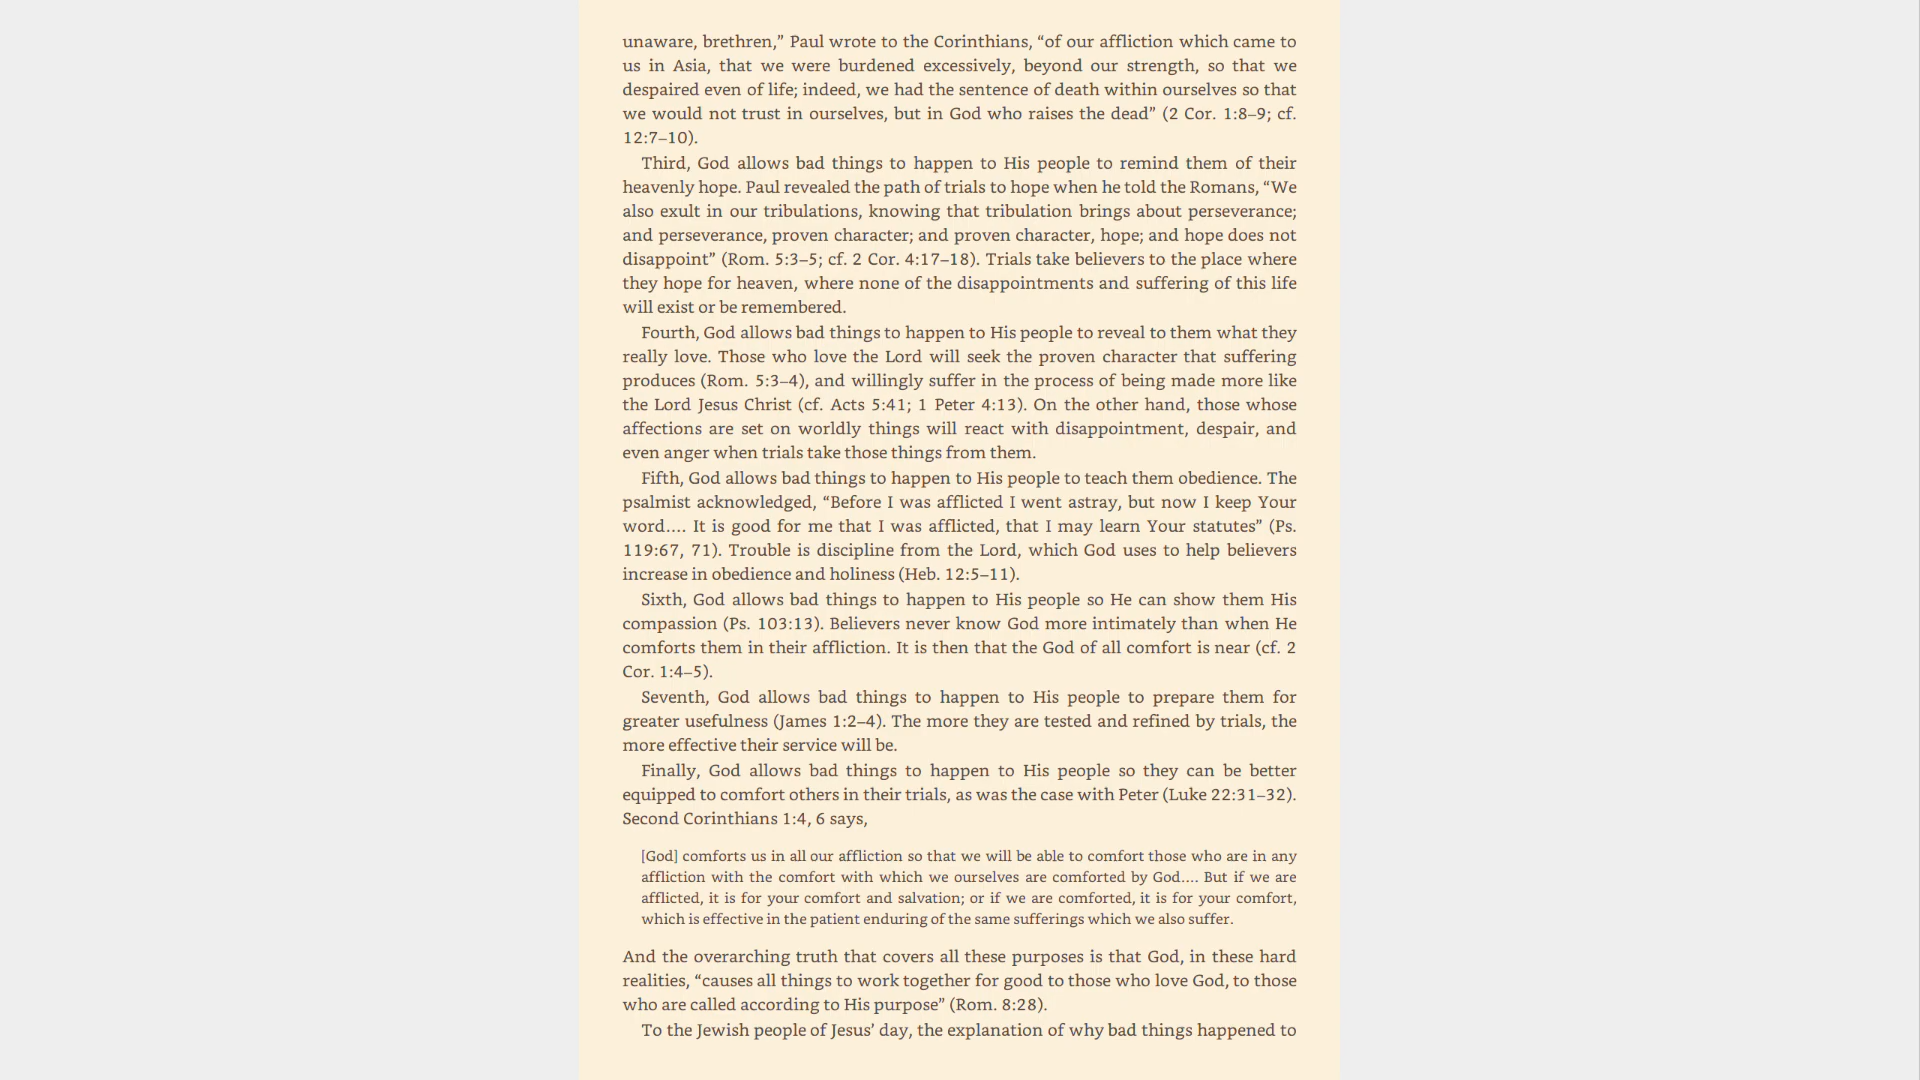 unaware, brethren,” Paul wrote to the Corinthians, “of our affliction which came to
us in Asia, that we were burdened excessively, beyond our strength, so that we
despaired even of life; indeed, we had the sentence of death within ourselves so that
we would not trust in ourselves, but in God who raises the dead” (2 Cor. 1:8–9; cf.
12:7–10).
Third, God allows bad things to happen to His people to remind them of their
heavenly hope. Paul revealed the path of trials to hope when he told the Romans, “We
also exult in our tribulations, knowing that tribulation brings about perseverance;
and perseverance, proven character; and proven character, hope; and hope does not
disappoint” (Rom. 5:3–5; cf. 2 Cor. 4:17–18). Trials take believers to the place where
they hope for heaven, where none of the disappointments and suffering of this life
will exist or be remembered.
Fourth, God allows bad things to happen to His people to reveal to them what they
really love. Those who love the Lord will seek the proven character that suffering
produces (Rom. 5:3–4), and willingly suffer in the process of being made more like
the Lord Jesus Christ (cf. Acts 5:41; 1 Peter 4:13). On the other hand, those whose
affections are set on worldly things will react with disappointment, despair, and
even anger when trials take those things from them.
Fifth, God allows bad things to happen to His people to teach them obedience. The
psalmist acknowledged, “Before I was afflicted I went astray, but now I keep Your
word.... It is good for me that I was afflicted, that I may learn Your statutes” (Ps.
119:67, 71). Trouble is discipline from the Lord, which God uses to help believers
increase in obedience and holiness (Heb. 12:5–11).
Sixth, God allows bad things to happen to His people so He can show them His
compassion (Ps. 103:13). Believers never know God more intimately than when He
comforts them in their affliction. It is then that the God of all comfort is near (cf. 2
Cor. 1:4–5).
Seventh, God allows bad things to happen to His people to prepare them for
greater usefulness (James 1:2–4). The more they are tested and refined by trials, the
more effective their service will be.
Finally, God allows bad things to happen to His people so they can be better
equipped to comfort others in their trials, as was the case with Peter (Luke 22:31–32).
Second Corinthians 1:4, 6 says,
[God] comforts us in all our affliction so that we will be able to comfort those who are in any
affliction with the comfort with which we ourselves are comforted by God.... But if we are
afflicted, it is for your comfort and salvation; or if we are comforted, it is for your comfort,
which is effective in the patient enduring of the same sufferings which we also suffer.
And the overarching truth that covers all these purposes is that God, in these hard
realities, “causes all things to work together for good to those who love God, to those
who are called according to His purpose” (Rom. 8:28).
To the Jewish people of Jesus’ day, the explanation of why bad things happened to